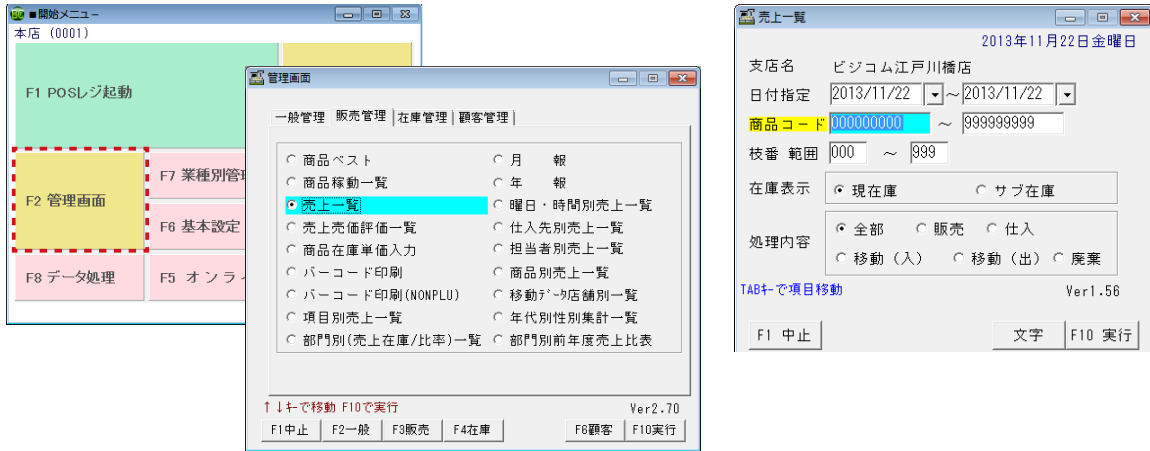 ■開始メニュー
本店 (0001)
F1 POSレジ起動
F2 管理画面
F7 業種別管
F6 基本設定
F8 データ処理
F5 オンラ
管理画面
一般管理 販売管理 在庫管理 顧客管理
商品ベスト 月 報
商品稼動一覧 年 報
売上一覧 曜日・時間別売上一覧
売上売価評価一覧 仕入先別売上一覧
商品在庫単価入力 担当者別売上一覧
バーコード印刷 商品別売上一覧
バーコード印刷(NONPLU) 移動ﾃﾞｰﾀ店舗別一覧
項目別売上一覧 年代別性別集計一覧
部門別(売上在庫/比率)一覧 部門別前年度売上比表
↑↓ｷｰで移動 F10で実行 Ver2.70
F1中止 F2一般 F3販売 F4在庫 F6顧客 F10実行
売上一覧
2013年11月22日金曜日
支店名 ビジコム江戸川橋店
日付指定 2013/11/22 ～ 2013/11/22
商品コード 000000000 ～ 999999999
枝番 範囲 000 ～ 999
在庫表示 現在庫 サブ在庫
処理内容 全部 販売 仕入
移動（入） 移動（出） 廃棄
TABｷｰで項目移動 Ver1.56
F1 中止 文字 F10 実行